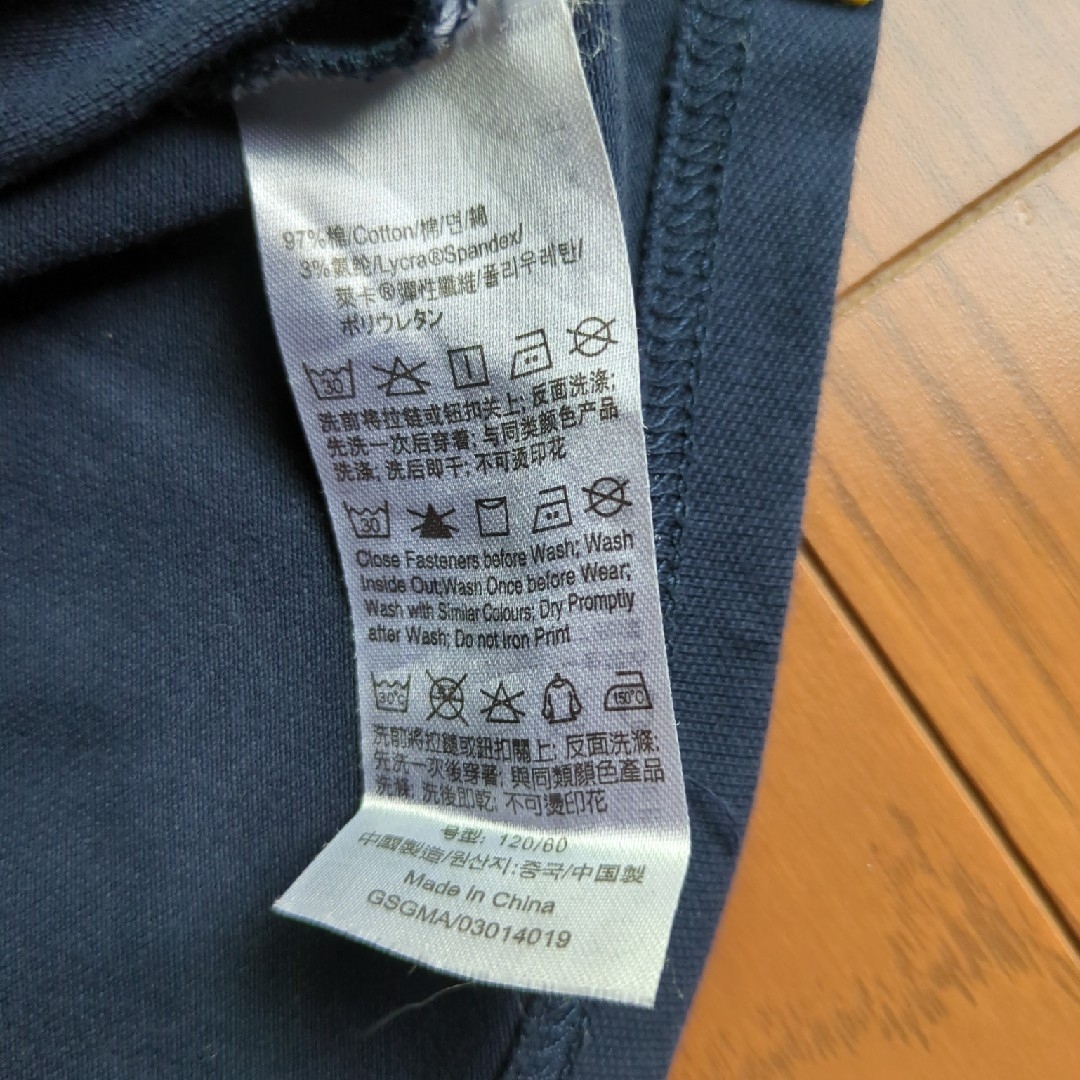 97%棉/Cotton/棉/면/綿
3%氨纶/Lycra®Spandex/
萊卡®彈性纖維/폴리우레탄/
ポリウレタン
30
洗前将拉链或钮扣关上; 反面洗涤;
先洗一次后穿着; 与同类颜色产品
洗涤; 洗后即干; 不可烫印花
30
Close Fasteners before Wash; Wash
Inside Out;Wash Once before Wear;
Wash with Similar Colours; Dry Promptly
after Wash; Do not Iron Print
30°C 150°C
洗前將拉鏈或鈕扣關上; 反面洗滌;
先洗一次後穿著; 與同類顏色產品
洗滌; 洗後即乾; 不可燙印花
号型: 120/60
中國製造/원산지:중국/中国製
Made In China
GSGMA/03014019